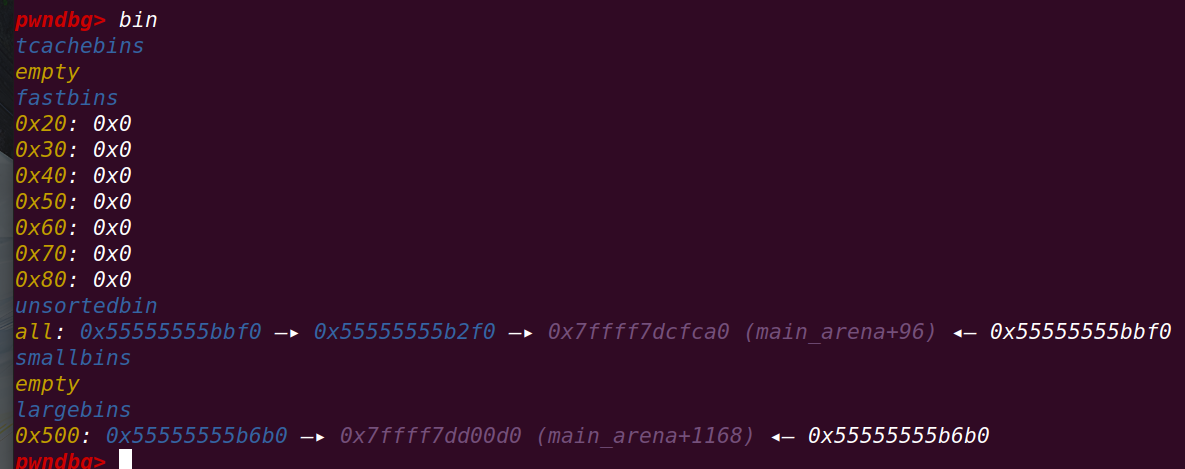 pwndbg> bin
tcachebins
empty
fastbins
0x20: 0x0
0x30: 0x0
0x40: 0x0
0x50: 0x0
0x60: 0x0
0x70: 0x0
0x80: 0x0
unsortedbin
all: 0x55555555bbf0 —▸ 0x55555555b2f0 —▸ 0x7ffff7dcfca0 (main_arena+96) ◂— 0x55555555bbf0
smallbins
empty
largebins
0x500: 0x55555555b6b0 —▸ 0x7ffff7dd00d0 (main_arena+1168) ◂— 0x55555555b6b0
pwndbg>